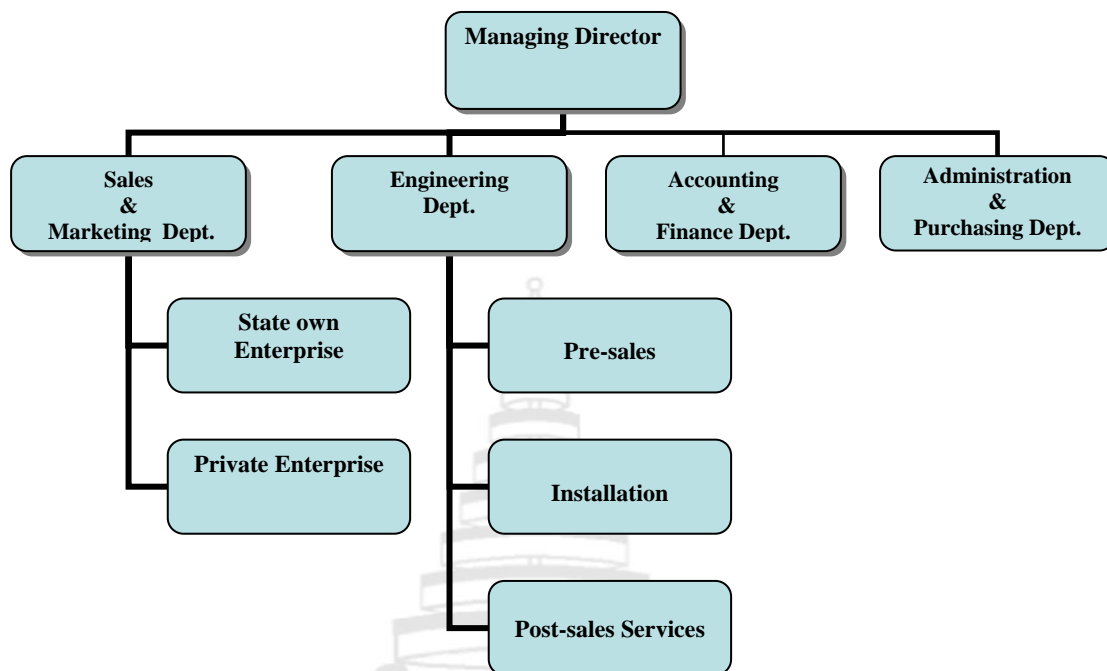 Managing Director
Sales
&
Marketing Dept.
Engineering
Dept.
Accounting
&
Finance Dept.
Administration
&
Purchasing Dept.
State own
Enterprise
Pre-sales
Private Enterprise
Installation
Post-sales Services